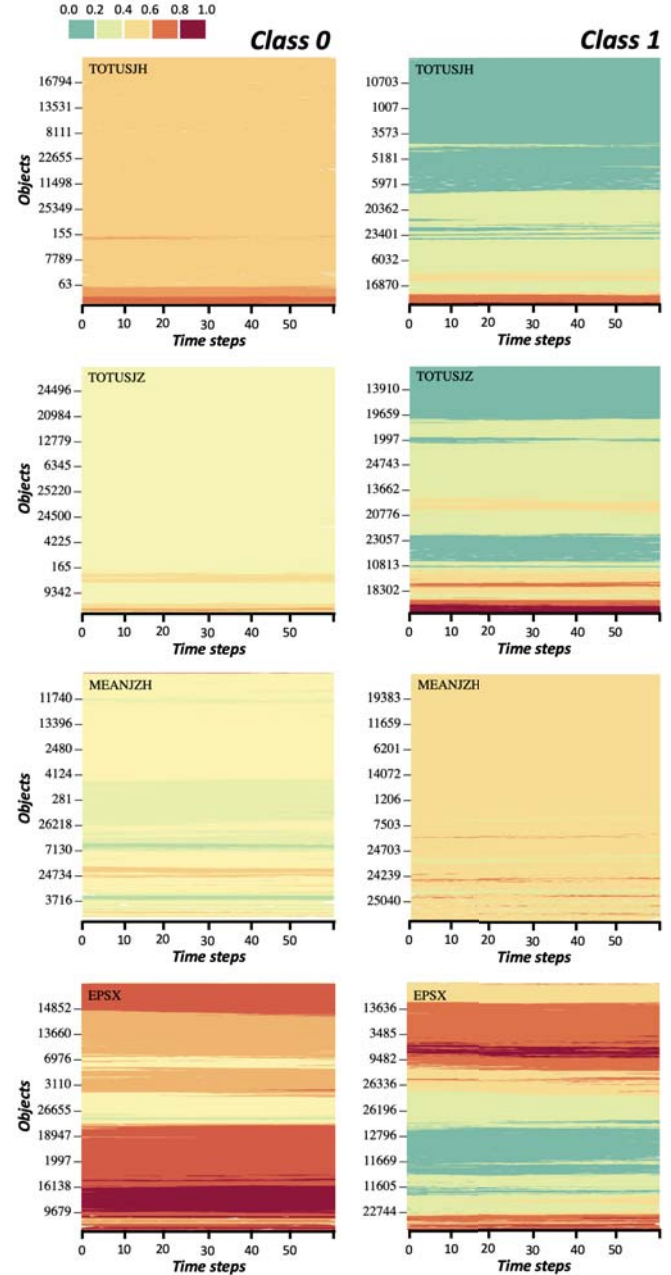 0.0 0.2 0.4 0.6 0.8 1.0
Class 0
Class 1
TOTUSJH
Objects
16794
13531
8111
22655
11498
25349
155
7789
63
0 10 20 30 40 50
Time steps
TOTUSJH
10703
1007
3573
5181
5971
20362
23401
6032
16870
0 10 20 30 40 50
Time steps
TOTUSJZ
Objects
24496
20984
12779
6345
25220
24500
4225
165
9342
0 10 20 30 40 50
Time steps
TOTUSJZ
13910
19659
1997
24743
13662
20776
23057
10813
18302
0 10 20 30 40 50
Time steps
MEANJZH
Objects
11740
13396
2480
4124
281
26218
7130
24734
3716
0 10 20 30 40 50
Time steps
MEANJZH
19383
11659
6201
14072
1206
7503
24703
24239
25040
0 10 20 30 40 50
Time steps
EPSX
Objects
14852
13660
6976
3110
26655
18947
1997
16138
9679
0 10 20 30 40 50
Time steps
EPSX
13636
3485
9482
26336
26196
12796
11669
11605
22744
0 10 20 30 40 50
Time steps